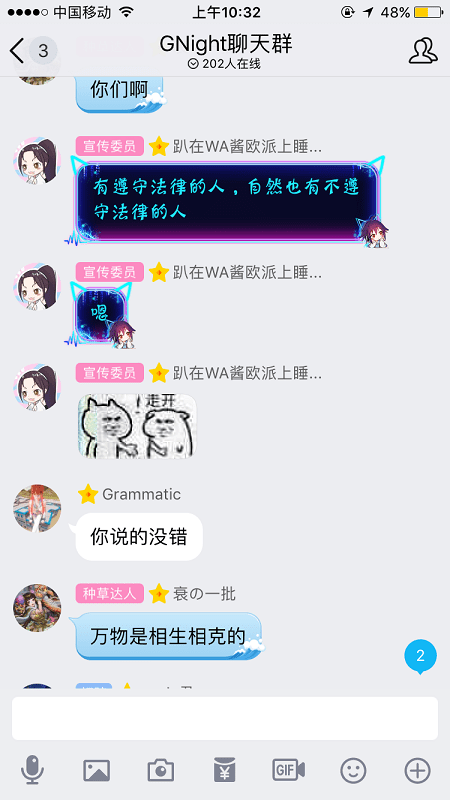 中国移动
上午10:32
48%
3
GNight聊天群
202人在线
你们啊
宣传委员 趴在WA酱欧派上睡...
有遵守法律的人，自然也有不遵
守法律的人
宣传委员 趴在WA酱欧派上睡...
嗯
宣传委员 趴在WA酱欧派上睡...
走开
Grammatic
你说的没错
种草达人 衰の一批
万物是相生相克的
2
GIF